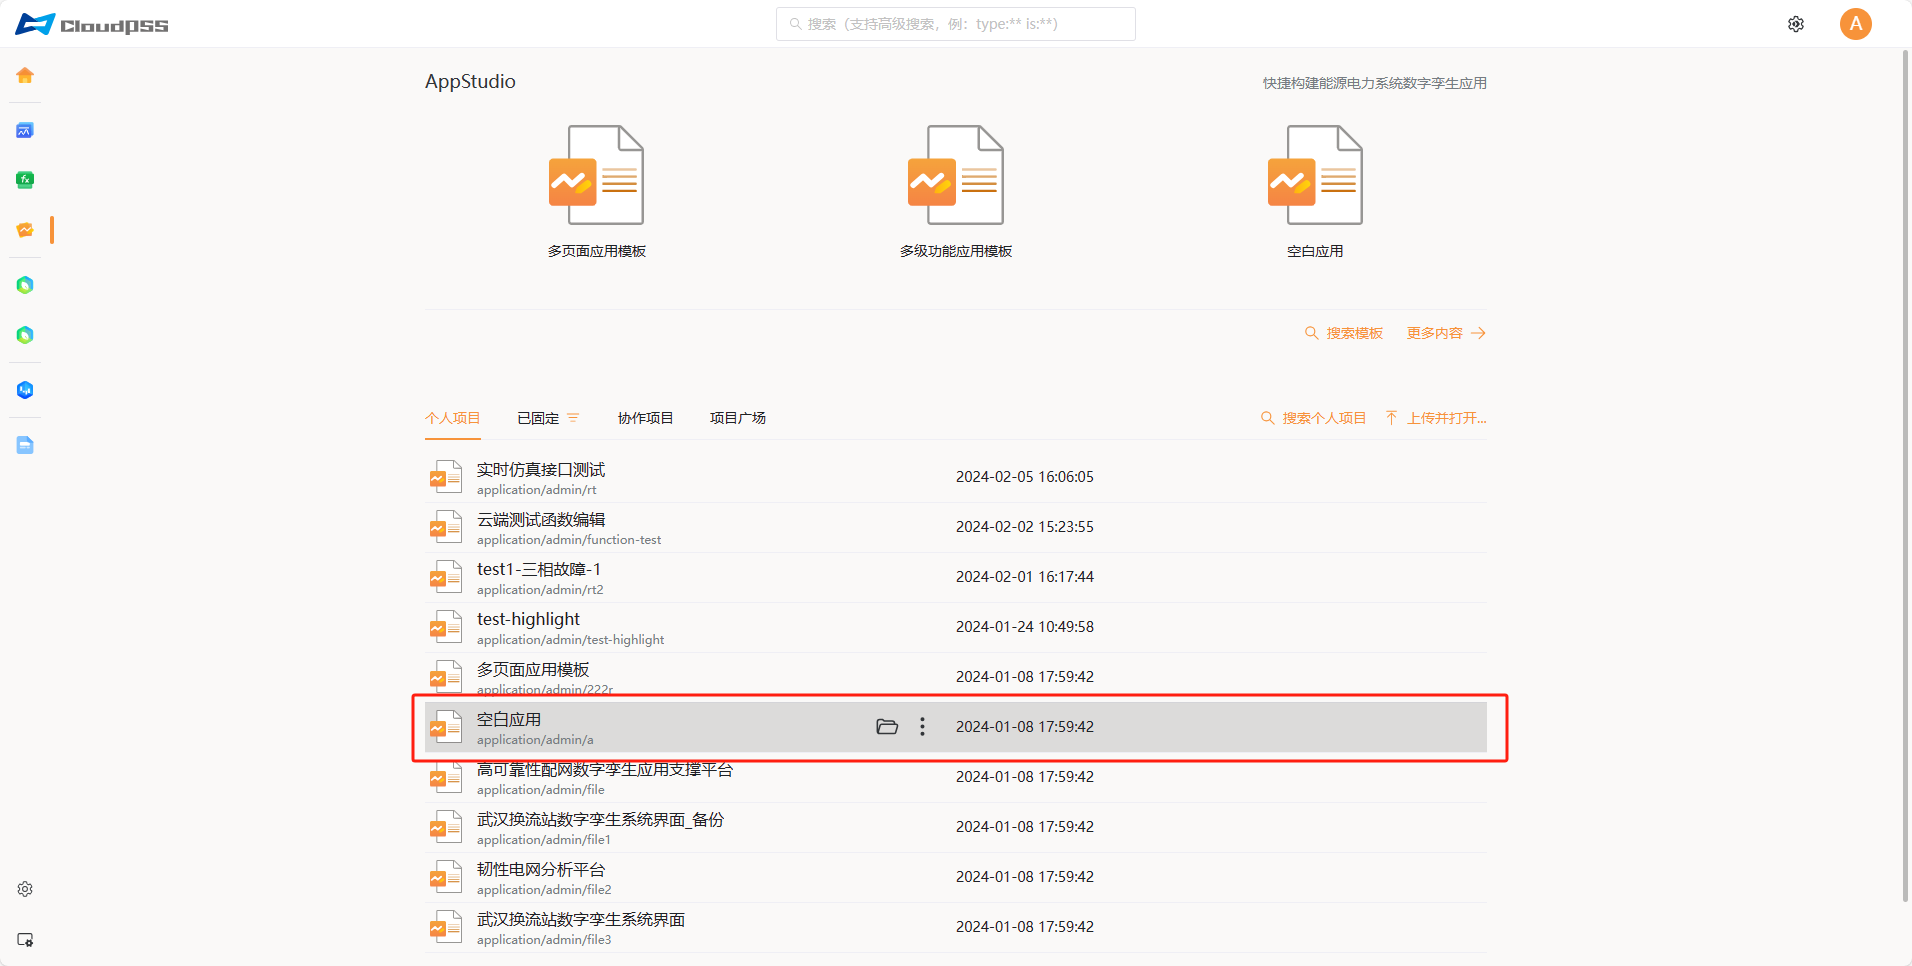 CloudPSS
搜索（支持高级搜索，例：type:** is:**）
A
AppStudio
快捷构建能源电力系统数字孪生应用
多页面应用模板
多级功能应用模板
空白应用
搜索模板
更多内容
个人项目
已固定
协作项目
项目广场
搜索个人项目
上传并打开...
实时仿真接口测试
2024-02-05 16:06:05
application/admin/rt
云端测试函数编辑
2024-02-02 15:23:55
application/admin/function-test
test1-三相故障-1
2024-02-01 16:17:44
application/admin/rt2
test-highlight
2024-01-24 10:49:58
application/admin/test-highlight
多页面应用模板
2024-01-08 17:59:42
application/admin/222r
空白应用
2024-01-08 17:59:42
application/admin/a
高可靠性配网数字孪生应用支撑平台
2024-01-08 17:59:42
application/admin/file
武汉换流站数字孪生系统界面_备份
2024-01-08 17:59:42
application/admin/file1
韧性电网分析平台
2024-01-08 17:59:42
application/admin/file2
武汉换流站数字孪生系统界面
2024-01-08 17:59:42
application/admin/file3